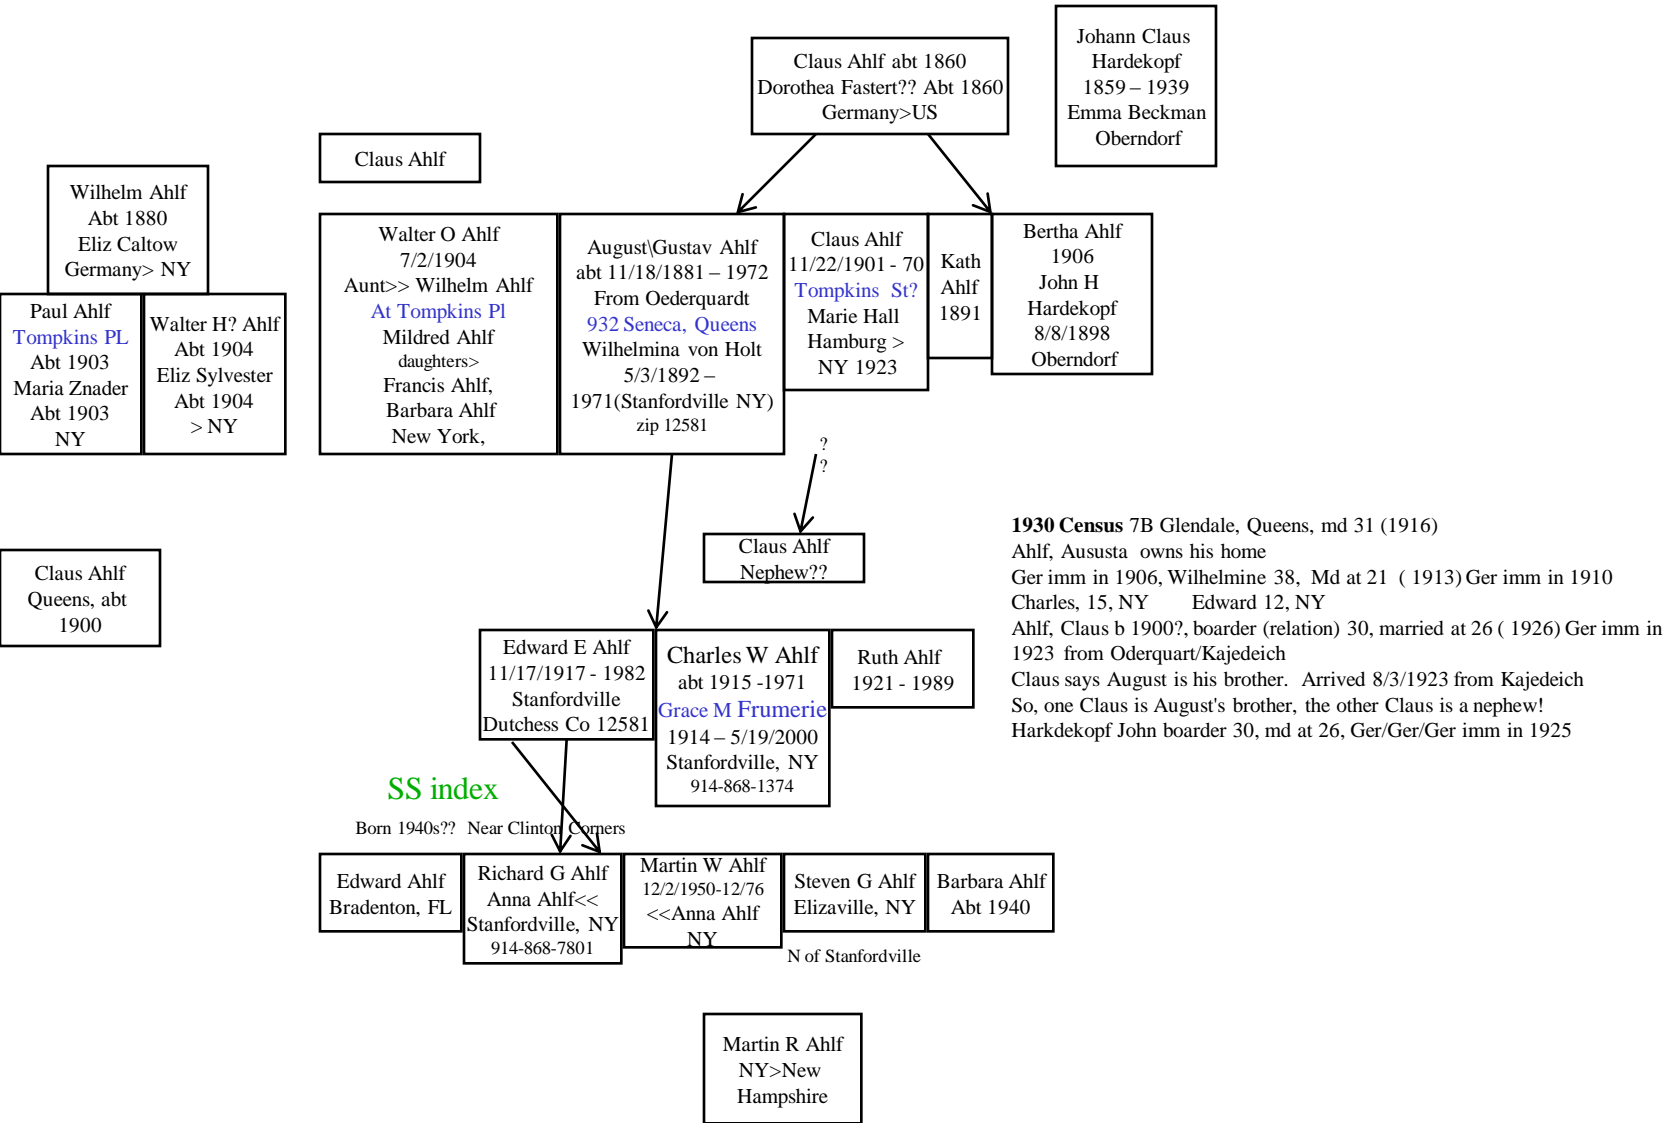 Johann Claus
Hardekopf
1859 – 1939
Emma Beckman
Oberndorf
Claus Ahlf abt 1860
Dorothea Fastert?? Abt 1860
Germany>US
Claus Ahlf
Wilhelm Ahlf
Abt 1880
Eliz Caltow
Germany> NY
Paul Ahlf
Tompkins PL
Abt 1903
Maria Znader
Abt 1903
NY
Walter H? Ahlf
Abt 1904
Eliz Sylvester
Abt 1904
> NY
Walter O Ahlf
7/2/1904
Aunt>> Wilhelm Ahlf
At Tompkins Pl
Mildred Ahlf
daughters>
Francis Ahlf,
Barbara Ahlf
New York,
August\Gustav Ahlf
abt 11/18/1881 – 1972
From Oederquardt
932 Seneca, Queens
Wilhelmina von Holt
5/3/1892 –
1971(Stanfordville NY)
zip 12581
Claus Ahlf
11/22/1901 - 70
Tompkins St?
Marie Hall
Hamburg >
NY 1923
Kath
Ahlf
1891
Bertha Ahlf
1906
John H
Hardekopf
8/8/1898
Oberndorf
?
?
Claus Ahlf
Nephew??
Claus Ahlf
Queens, abt
1900
1930 Census 7B Glendale, Queens, md 31 (1916)
Ahlf, Aususta owns his home
Ger imm in 1906, Wilhelmine 38, Md at 21 ( 1913) Ger imm in 1910
Charles, 15, NY Edward 12, NY
Ahlf, Claus b 1900?, boarder (relation) 30, married at 26 ( 1926) Ger imm in
1923 from Oderquart/Kajedeich
Claus says August is his brother. Arrived 8/3/1923 from Kajedeich
So, one Claus is August's brother, the other Claus is a nephew!
Harkdekopf John boarder 30, md at 26, Ger/Ger/Ger imm in 1925
Edward E Ahlf
11/17/1917 - 1982
Stanfordville
Dutchess Co 12581
Charles W Ahlf
abt 1915 -1971
Grace M Frumerie
1914 – 5/19/2000
Stanfordville, NY
914-868-1374
Ruth Ahlf
1921 - 1989
SS index
Born 1940s?? Near Clinton Corners
Edward Ahlf
Bradenton, FL
Richard G Ahlf
Anna Ahlf<<
Stanfordville, NY
914-868-7801
Martin W Ahlf
12/2/1950-12/76
<<Anna Ahlf
NY
Steven G Ahlf
Elizaville, NY
Barbara Ahlf
Abt 1940
N of Stanfordville
Martin R Ahlf
NY>New
Hampshire